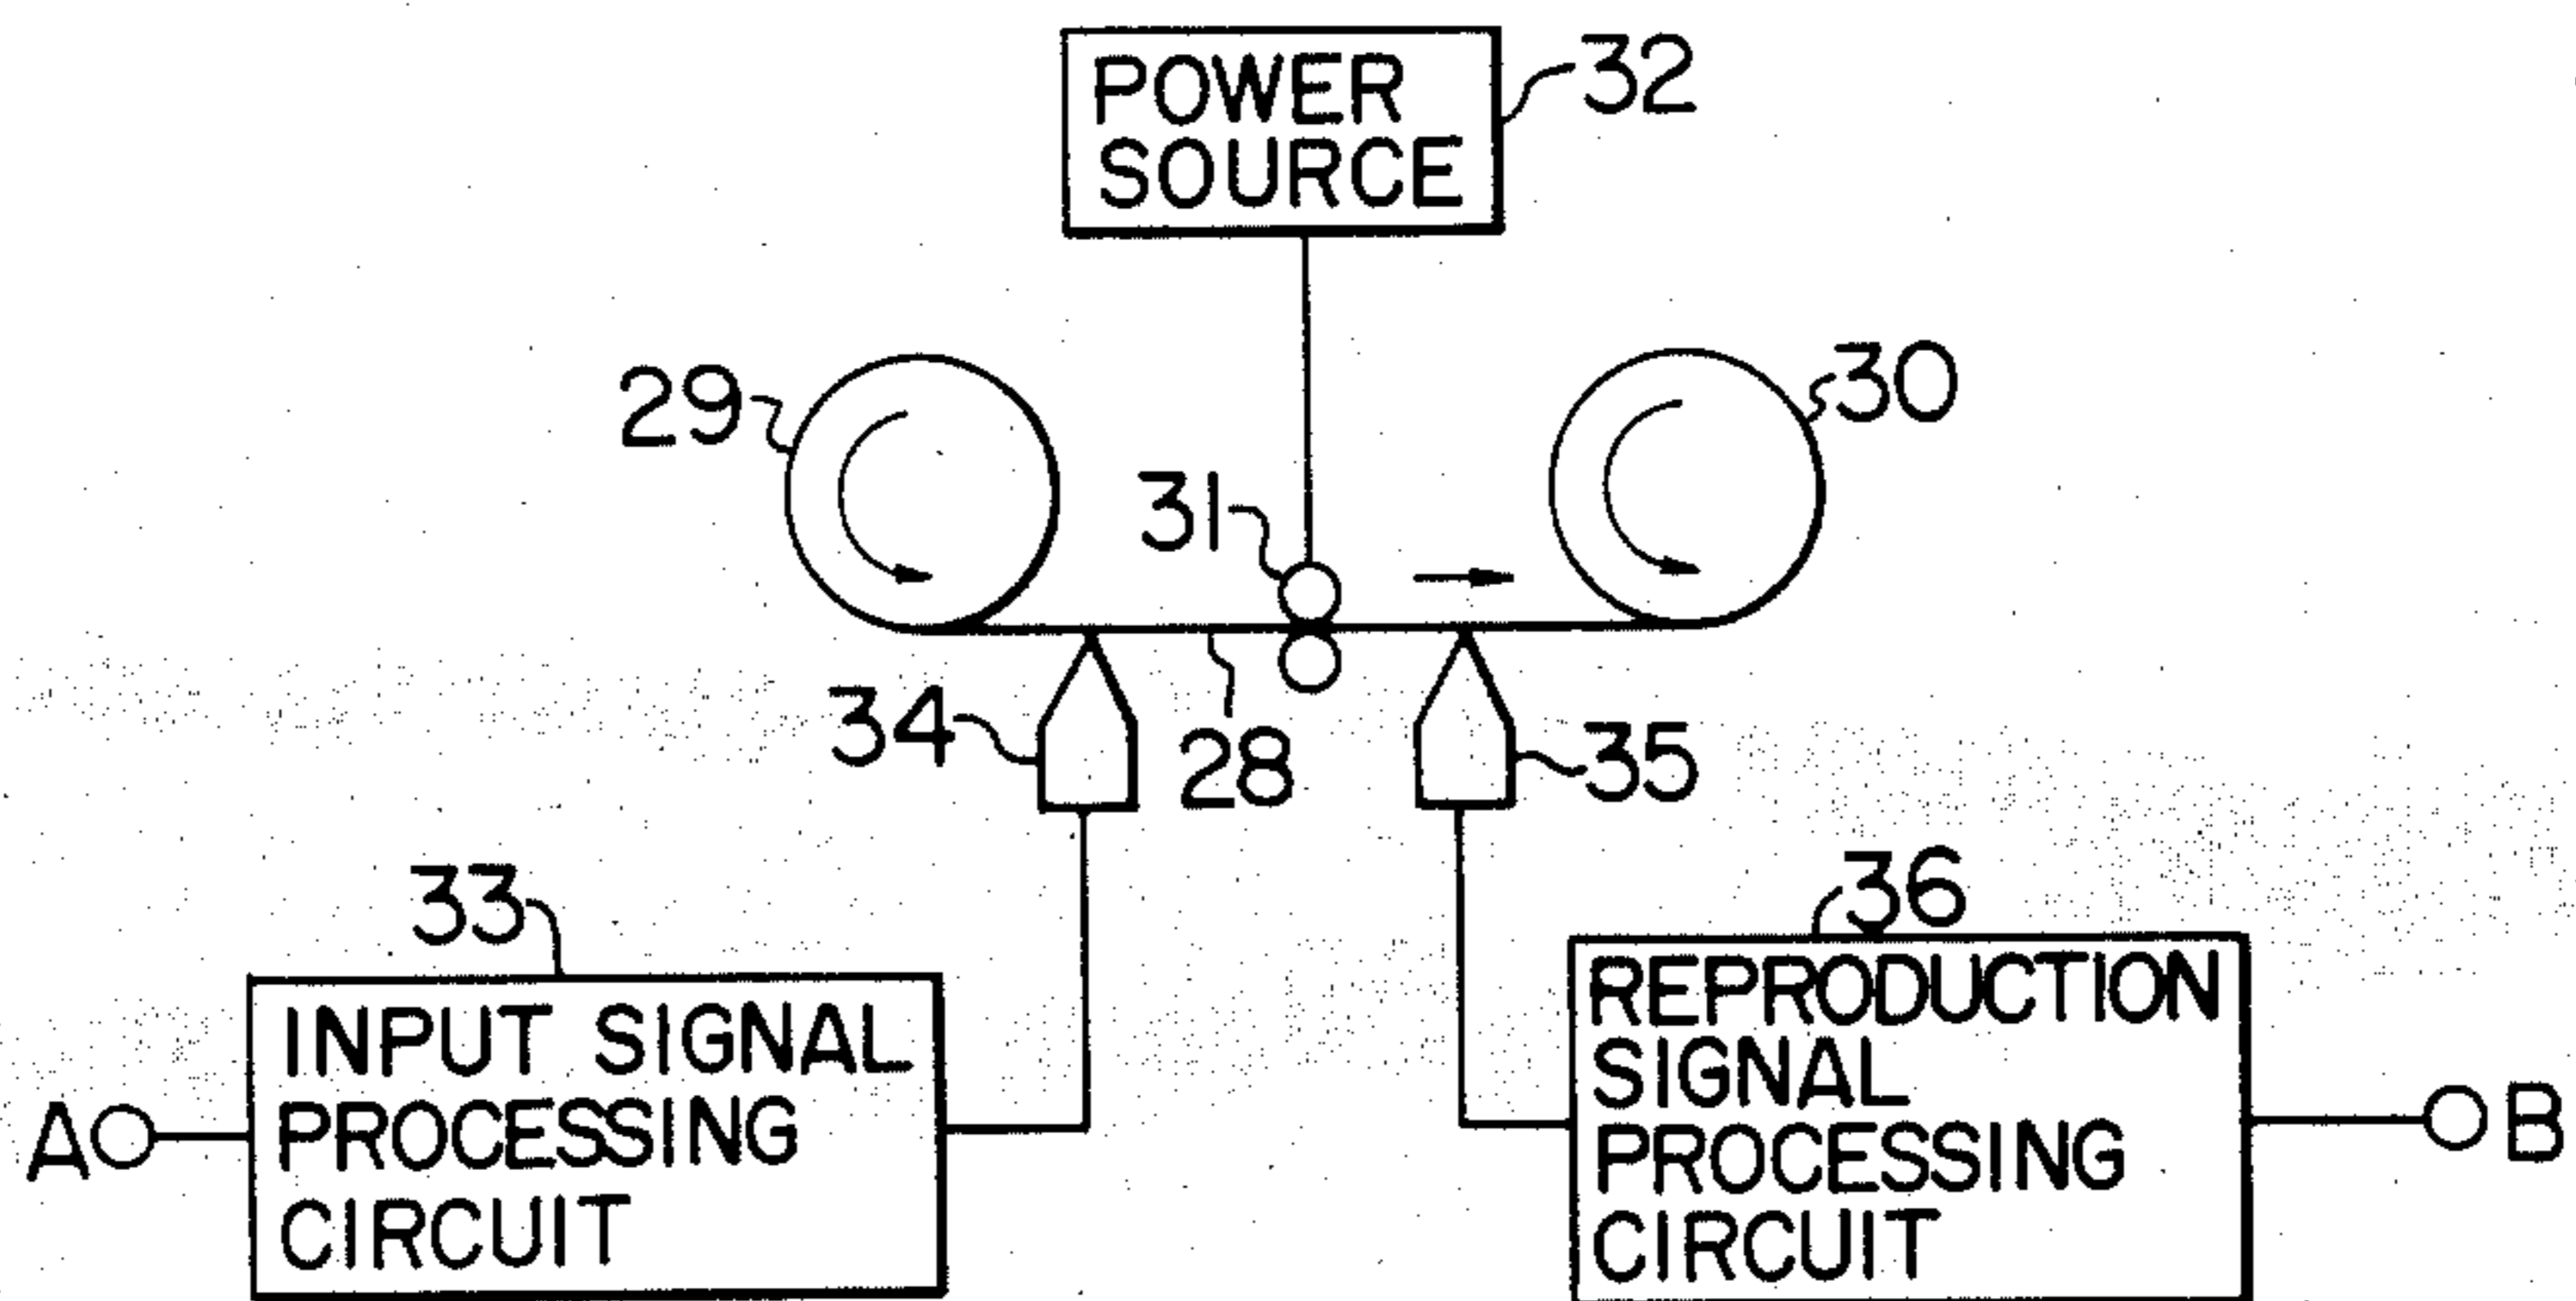 POWER
SOURCE
32
29
30
31
34
28
35
33
36
A
INPUT SIGNAL
PROCESSING
CIRCUIT
REPRODUCTION
SIGNAL
PROCESSING
CIRCUIT
B